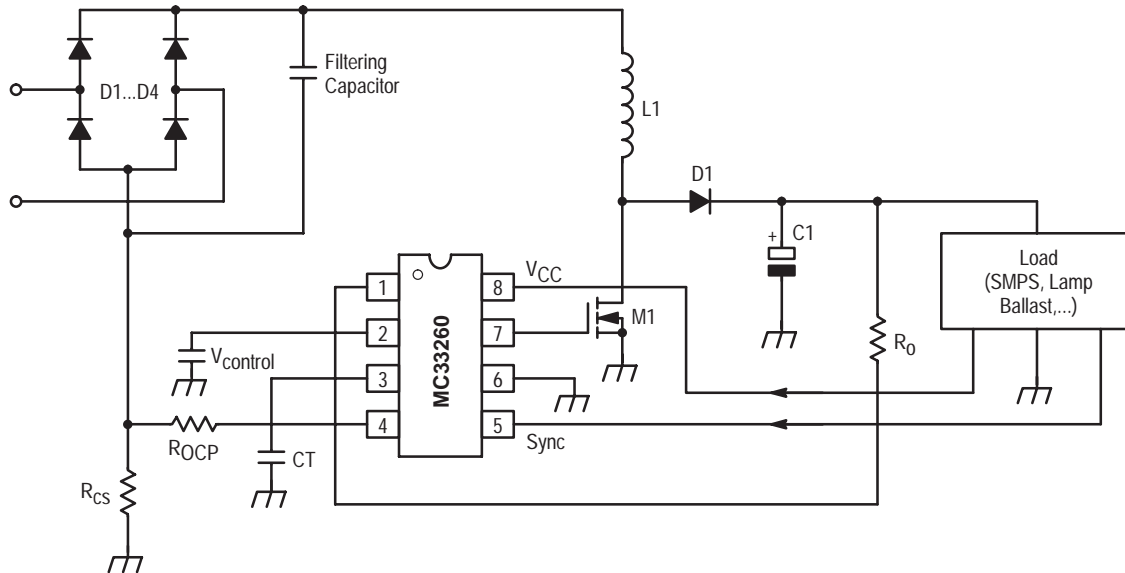 Filtering
Capacitor
D1...D4
L1
D1
+
C1
Load
(SMPS, Lamp
Ballast,...)
VCC
1
8
M1
2
7
Vcontrol
RO
MC33260
3
6
4
5
ROCP
CT
Sync
RCS